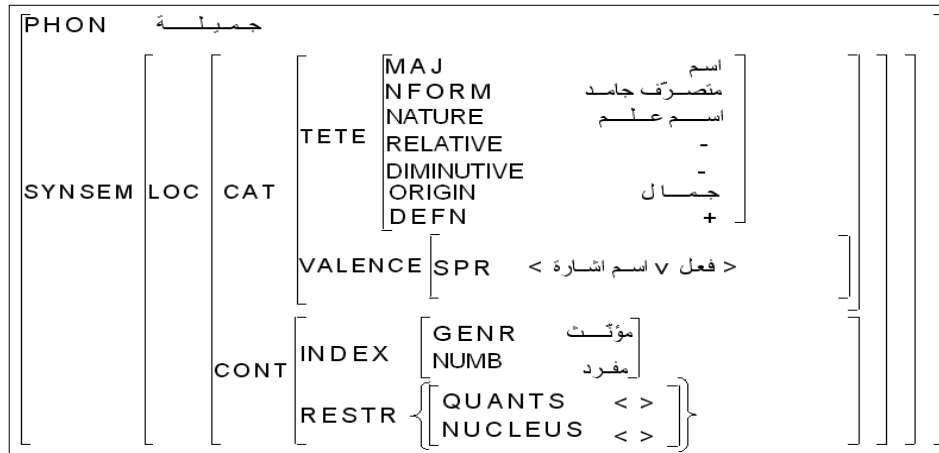 PHON جميلة
MAJ اسم
NFORM متصرّف جامد
NATURE اسم علم
TETE RELATIVE -
DIMINUTIVE -
SYNSEM LOC CAT ORIGIN جمال
DEFN +
VALENCE SPR < فعل v اسم اشارة >
GENR مؤنّث
INDEX NUMB مفرد
CONT
RESTR { QUANTS < >
NUCLEUS < > }